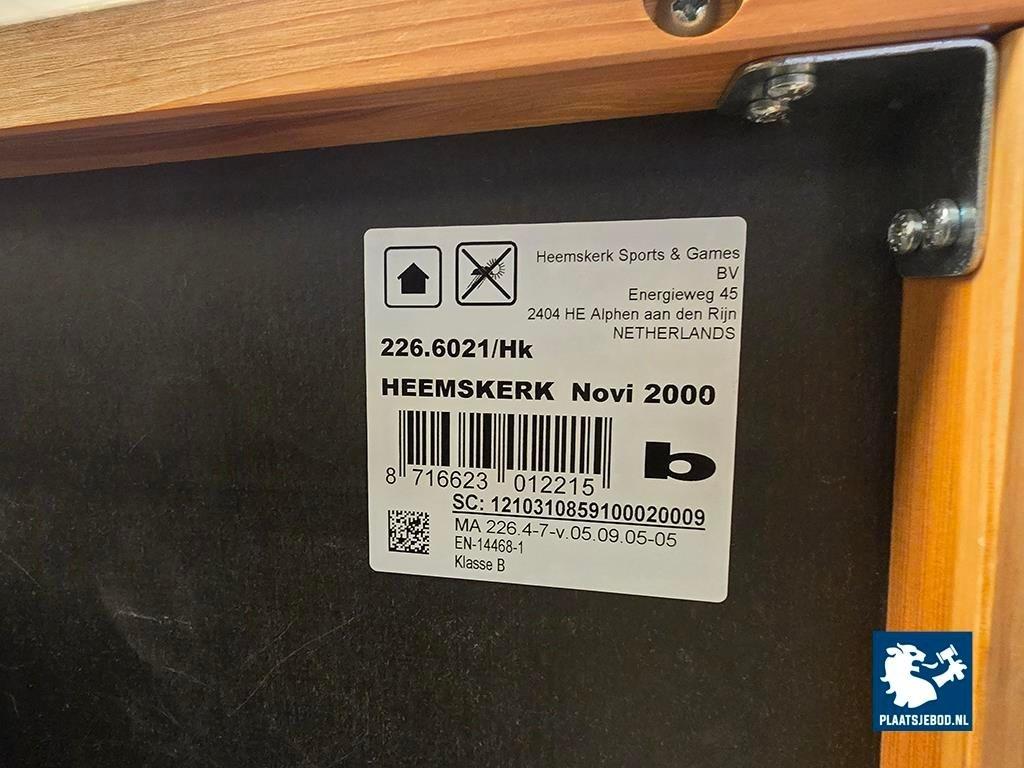 Heemskerk Sports & Games
BV
Energieweg 45
2404 HE Alphen aan den Rijn
NETHERLANDS
226.6021/Hk
HEEMSKERK Novi 2000
8 716623 012215
b
SC: 1210310859100020009
MA 226.4-7-v.05.09.05-05
EN-14468-1
Klasse B
PLAATSJEBOD.NL